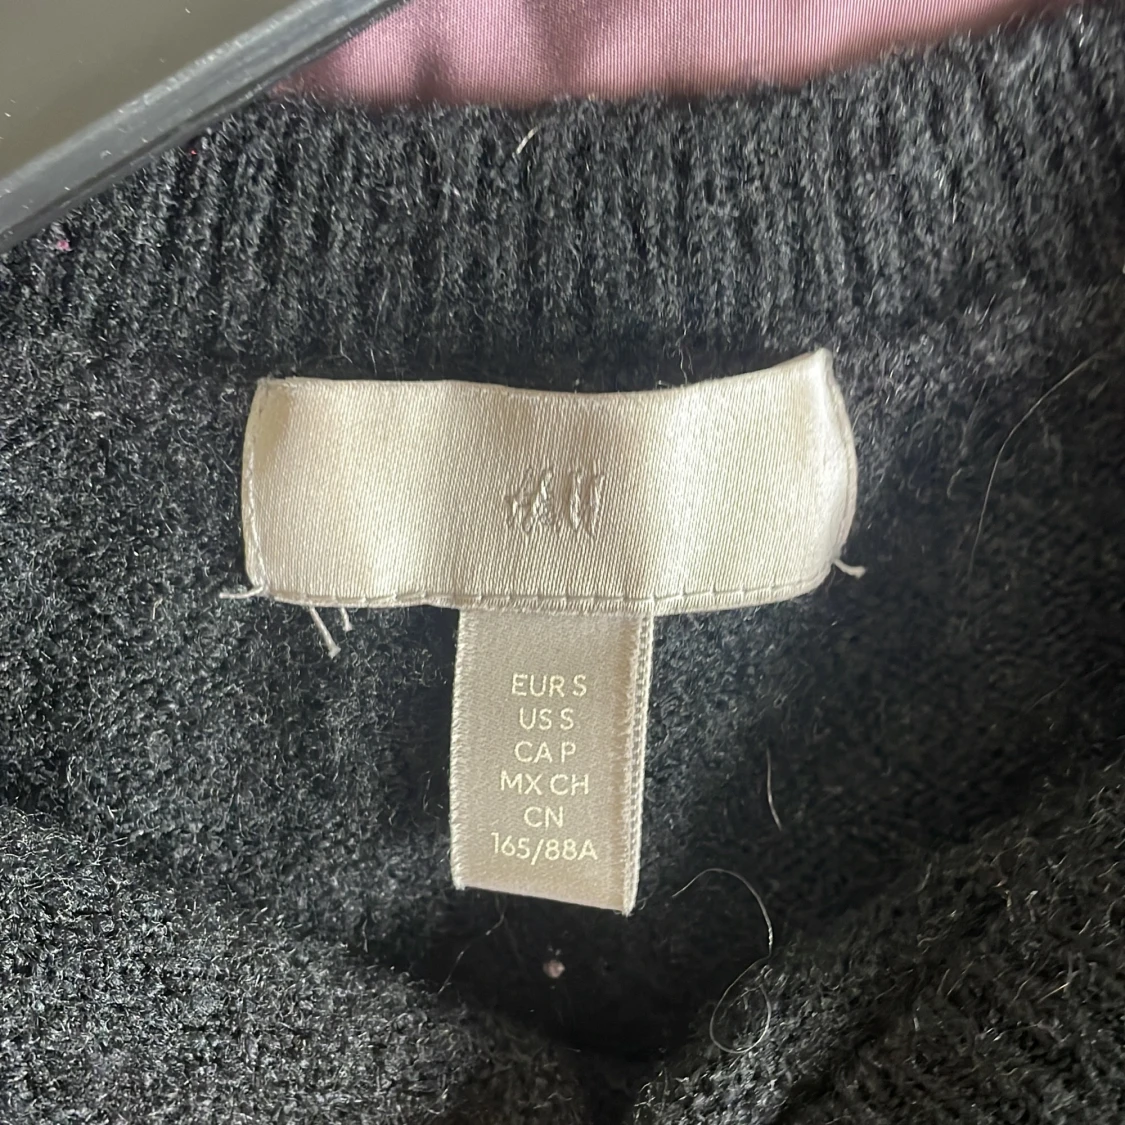 EUR S
US S
CA P
MX CH
CN
165/88A